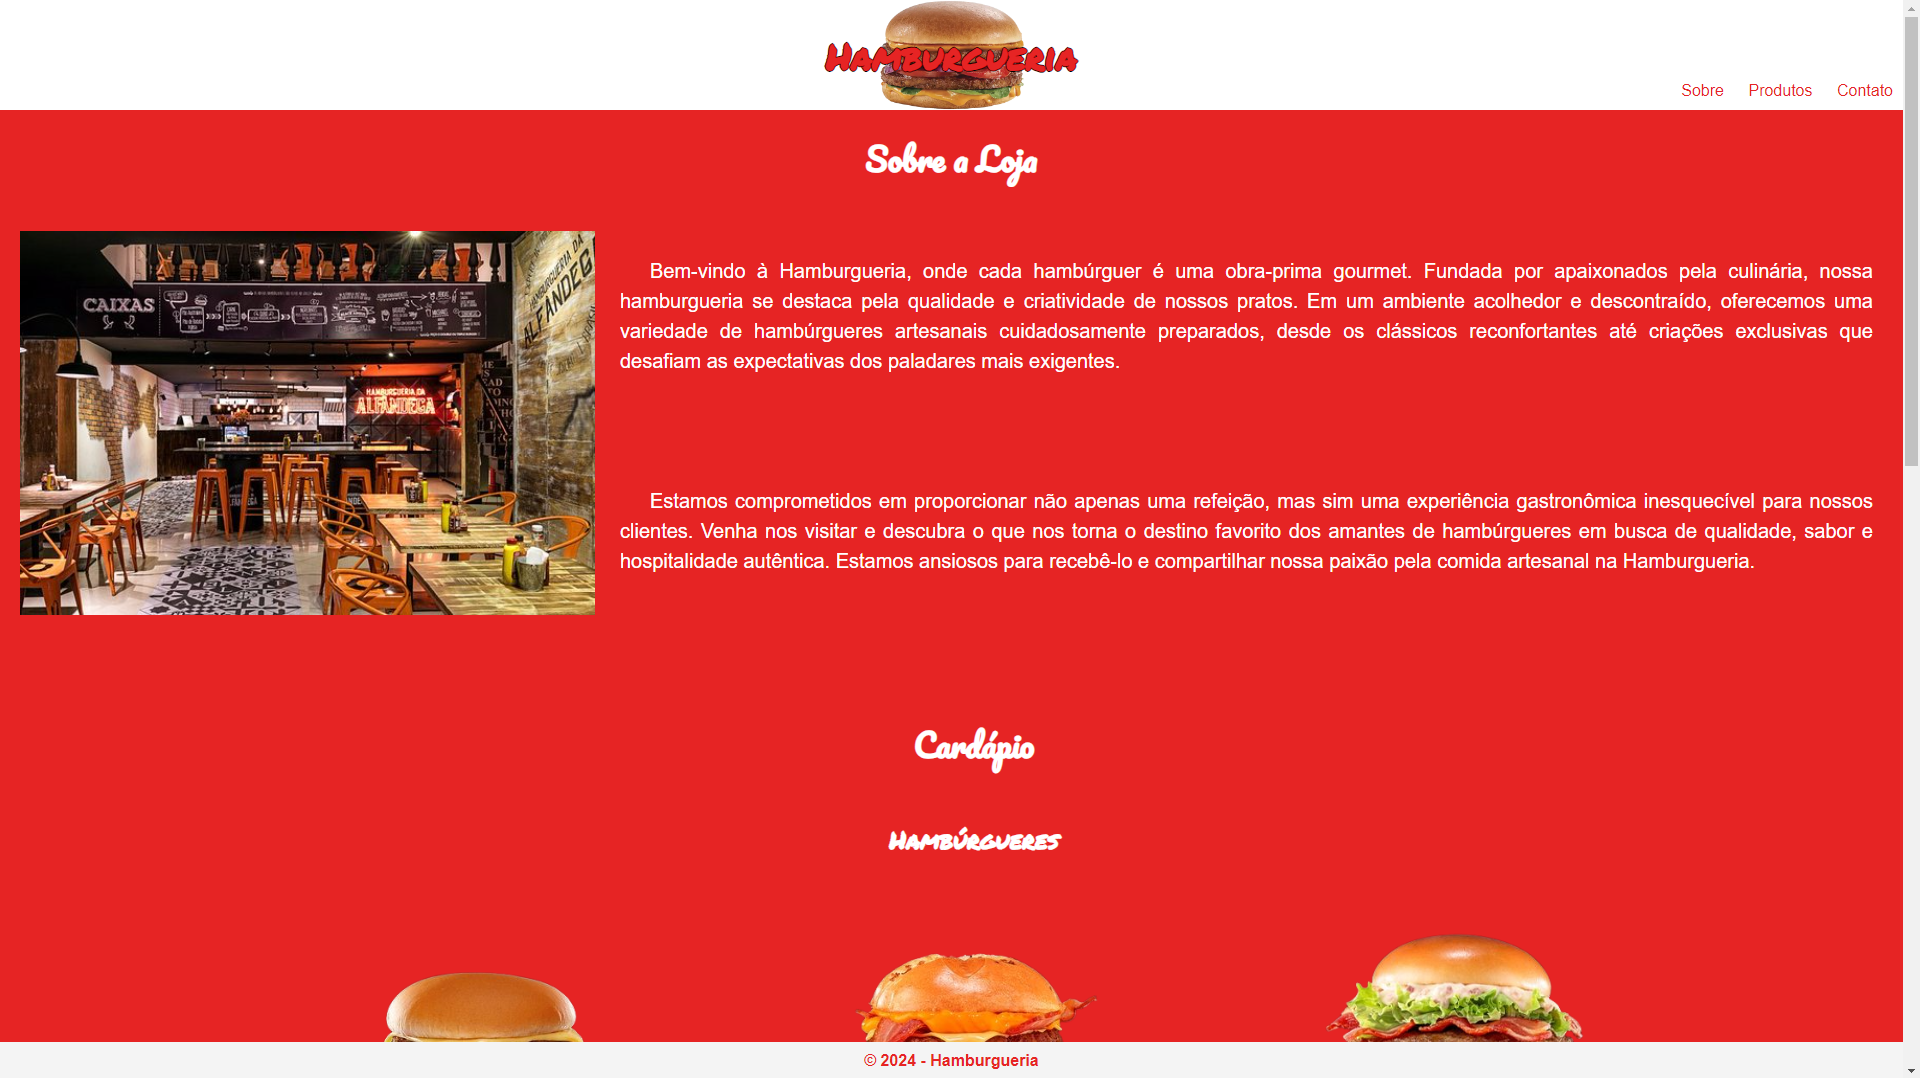 Hamburgueria
Sobre
Produtos
Contato
Sobre a Loja
CAIXAS
HAMBURGUERIA DA
ALFANDEGA
HAMBURGUERIA DA
ALFANDEGA
Bem-vindo à Hamburgueria, onde cada hambúrguer é uma obra-prima gourmet. Fundada por apaixonados pela culinária, nossa
hamburgueria se destaca pela qualidade e criatividade de nossos pratos. Em um ambiente acolhedor e descontraído, oferecemos uma
variedade de hambúrgueres artesanais cuidadosamente preparados, desde os clássicos reconfortantes até criações exclusivas que
desafiam as expectativas dos paladares mais exigentes.
Estamos comprometidos em proporcionar não apenas uma refeição, mas sim uma experiência gastronômica inesquecível para nossos
clientes. Venha nos visitar e descubra o que nos torna o destino favorito dos amantes de hambúrgueres em busca de qualidade, sabor e
hospitalidade autêntica. Estamos ansiosos para recebê-lo e compartilhar nossa paixão pela comida artesanal na Hamburgueria.
Cardápio
Hambúrgueres
© 2024 - Hamburgueria